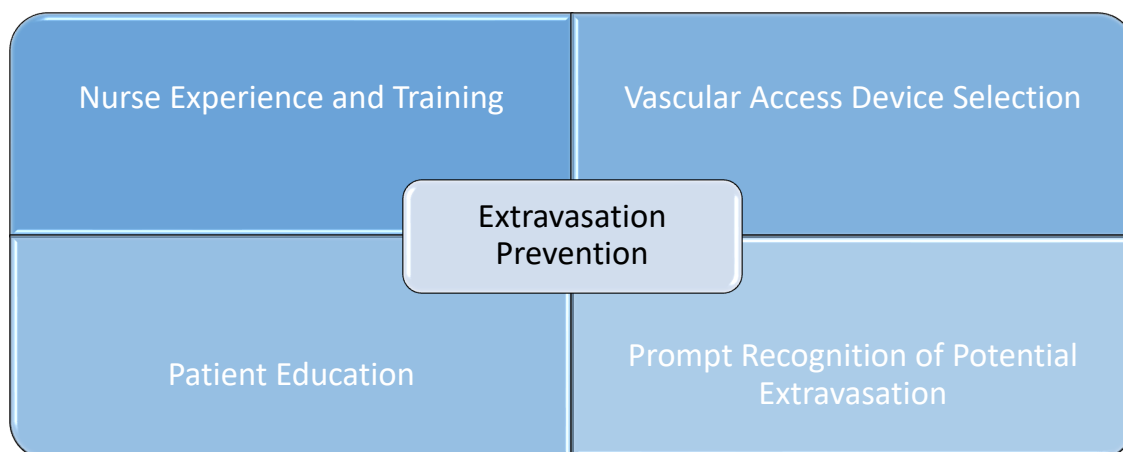 Nurse Experience and Training
Vascular Access Device Selection
Extravasation
Prevention
Patient Education
Prompt Recognition of Potential
Extravasation